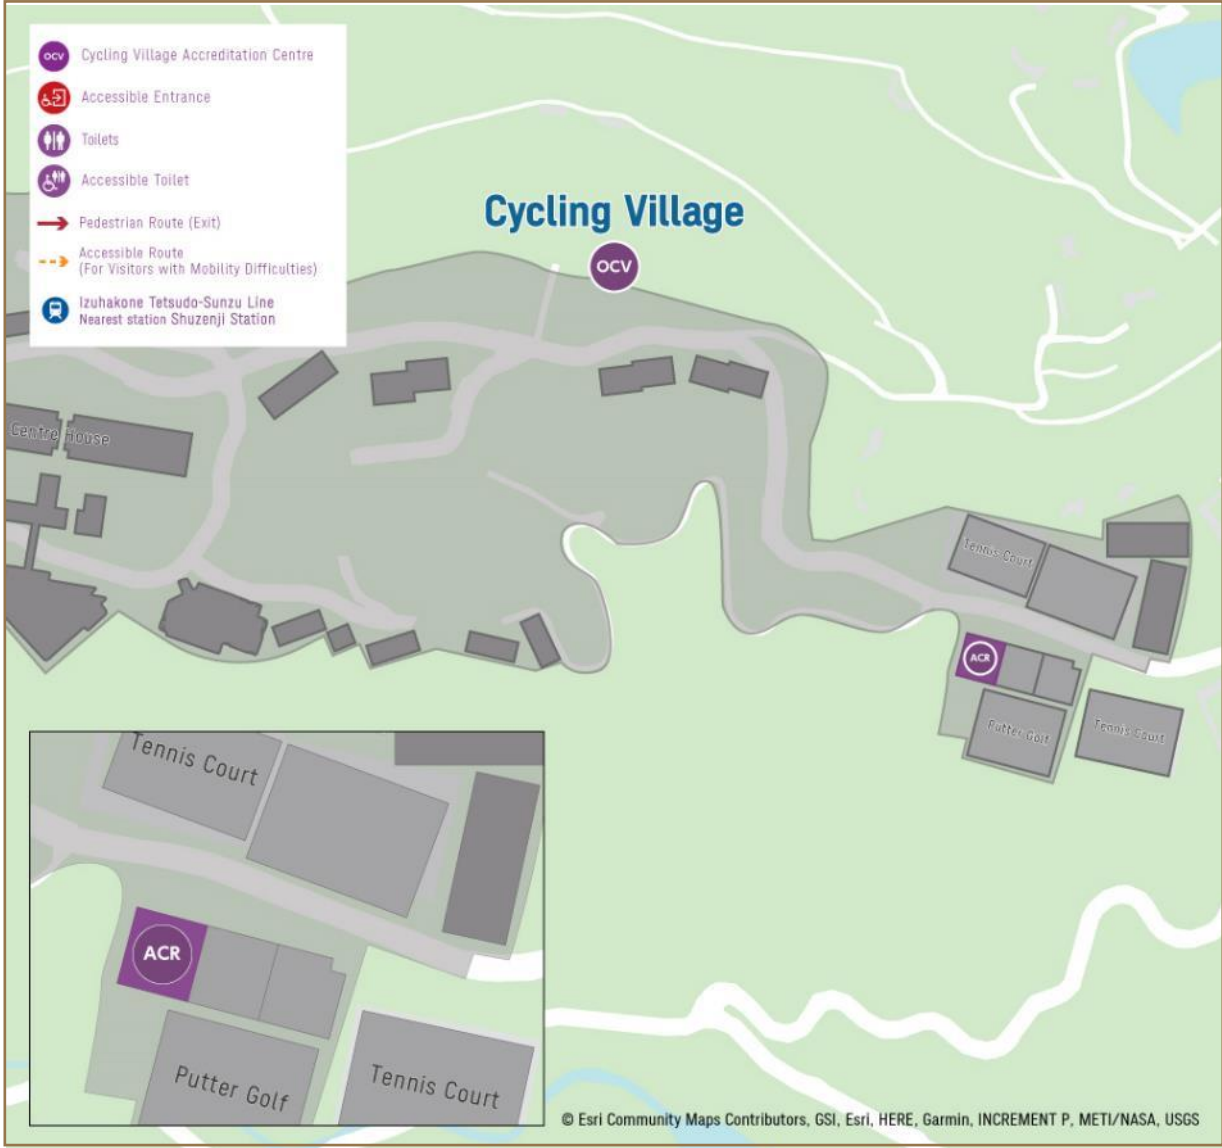 OCV Cycling Village Accreditation Centre
Accessible Entrance
Toilets
Accessible Toilet
Pedestrian Route (Exit)
Accessible Route
(For Visitors with Mobility Difficulties)
Izuhakone Tetsudo-Sunzu Line
Nearest station Shuzenji Station
Cycling Village
OCV
Centre House
Tennis Court
ACR
Putter Golf
Tennis Court
Tennis Court
ACR
Putter Golf
Tennis Court
© Esri Community Maps Contributors, GSI, Esri, HERE, Garmin, INCREMENT P, METI/NASA, USGS